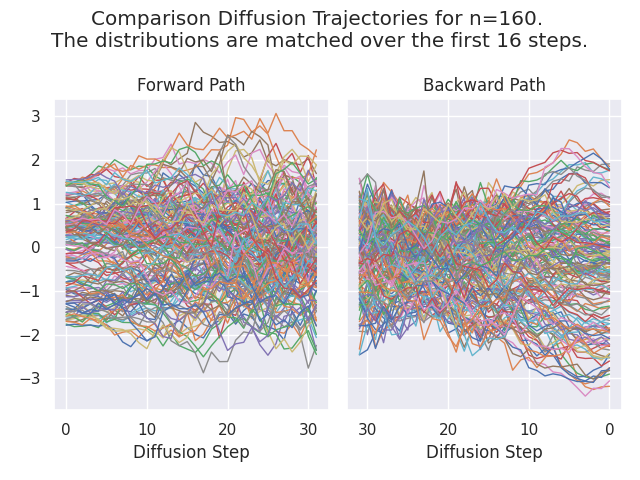 Comparison Diffusion Trajectories for n=160.
The distributions are matched over the first 16 steps.
Forward Path
Backward Path
3
2
1
0
−1
−2
−3
0 10 20 30
30 20 10 0
Diffusion Step
Diffusion Step